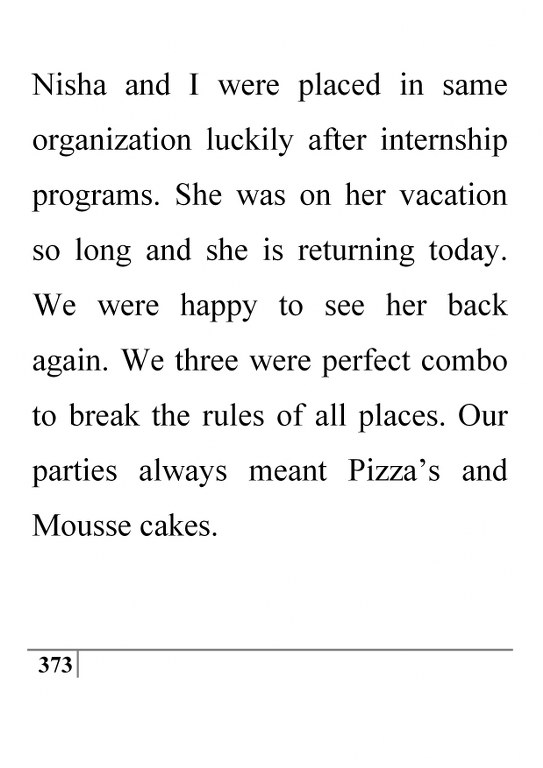 Nisha and I were placed in same
organization luckily after internship
programs. She was on her vacation
so long and she is returning today.
We were happy to see her back
again. We three were perfect combo
to break the rules of all places. Our
parties always meant Pizza’s and
Mousse cakes.
373